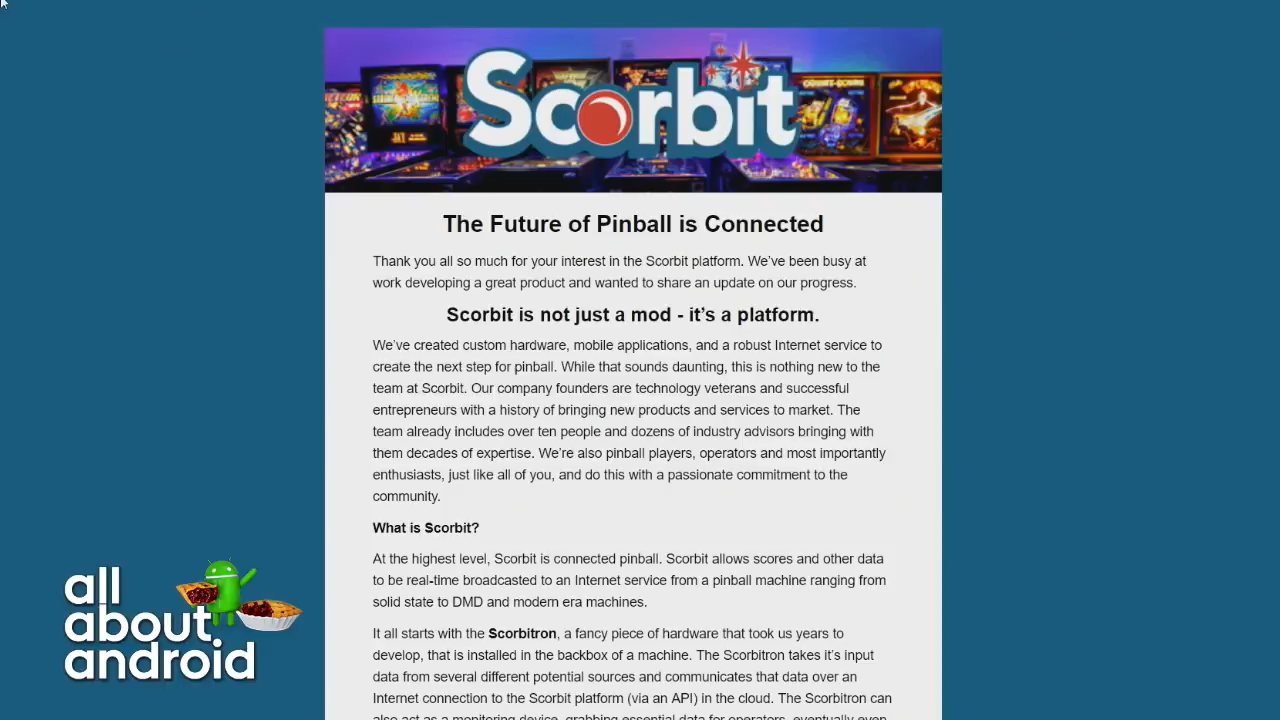 Scorbit
The Future of Pinball is Connected
Thank you all so much for your interest in the Scorbit platform. We've been busy at
work developing a great product and wanted to share an update on our progress.
Scorbit is not just a mod - it's a platform.
We've created custom hardware, mobile applications, and a robust Internet service to
create the next step for pinball. While that sounds daunting, this is nothing new to the
team at Scorbit. Our company founders are technology veterans and successful
entrepreneurs with a history of bringing new products and services to market. The
team already includes over ten people and dozens of industry advisors bringing with
them decades of expertise. We're also pinball players, operators and most importantly
enthusiasts, just like all of you, and do this with a passionate commitment to the
community.
What is Scorbit?
At the highest level, Scorbit is connected pinball. Scorbit allows scores and other data
to be real-time broadcasted to an Internet service from a pinball machine ranging from
solid state to DMD and modern era machines.
It all starts with the Scorbitron, a fancy piece of hardware that took us years to
develop, that is installed in the backbox of a machine. The Scorbitron takes it's input
data from several different potential sources and communicates that data over an
Internet connection to the Scorbit platform (via an API) in the cloud. The Scorbitron can
also act as a monitoring device, grabbing essential data for operators, eventually even
all
about
android